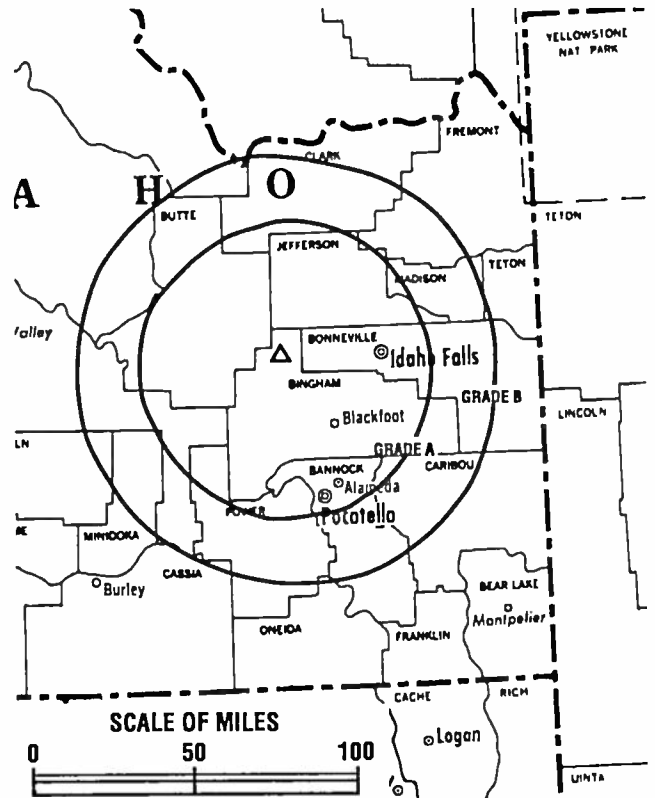 YELLOWSTONE
NAT PARK
FREMONT
CLARK
A H O
BUTTE
TETON
JEFFERSON
TETON
MADISON
Valley
BONNEVILLE
Idaho Falls
BINGHAM
GRADE B
LINCOLN
Blackfoot
LN
GRADE A
CARIBOU
BANNOCK
Alameda
POWER
Pocatello
MINIDOKA
CASSIA
BEAR LAKE
Burley
Montpelier
ONEIDA
FRANKLIN
CACHE
RICH
SCALE OF MILES
Logan
0 50 100
UINTA